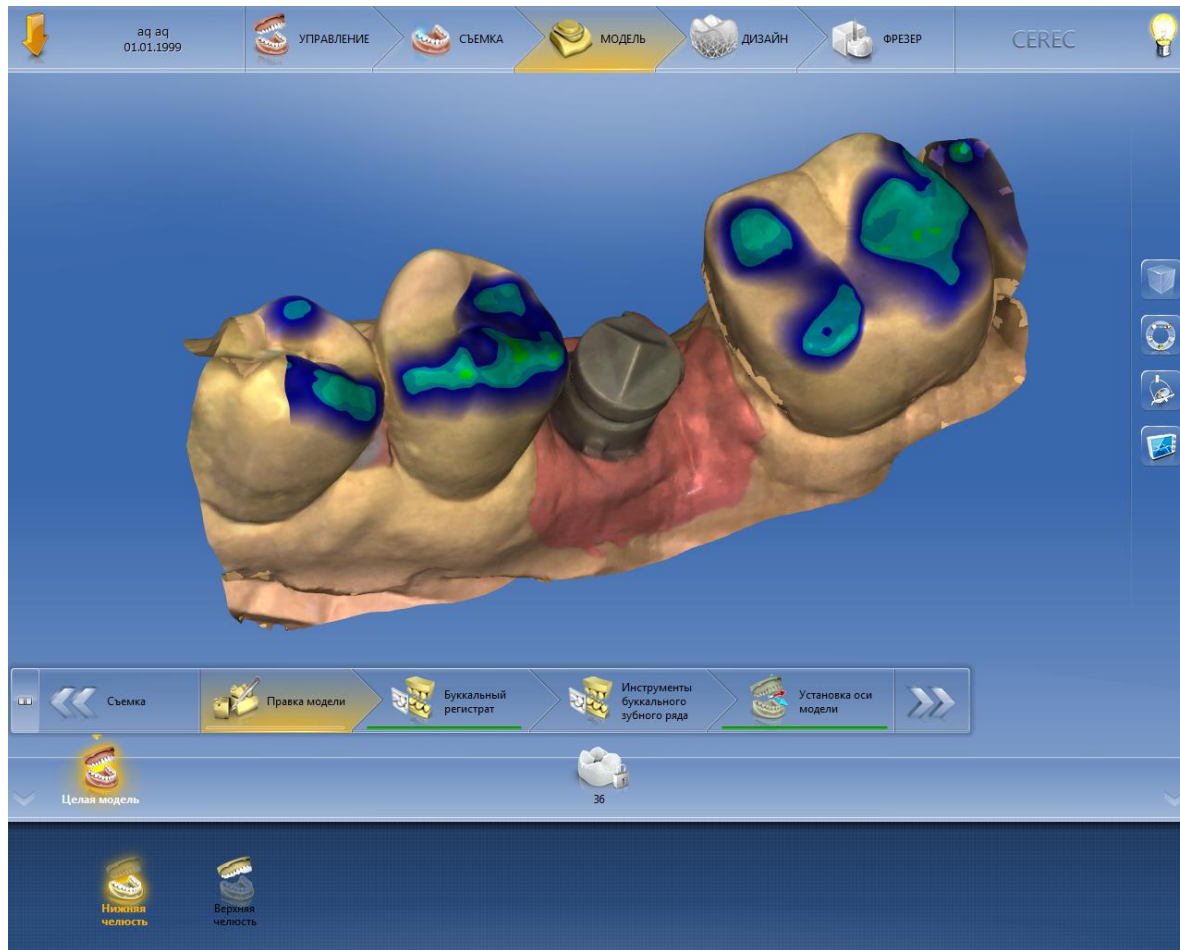 aq aq
01.01.1999
УПРАВЛЕНИЕ
СЪЕМКА
МОДЕЛЬ
ДИЗАЙН
ФРЕЗЕР
CEREC
Съемка
Правка модели
Буккальный
регистрат
Инструменты
буккального
зубного ряда
Установка оси
модели
Целая модель
36
Нижняя
челюсть
Верхняя
челюсть